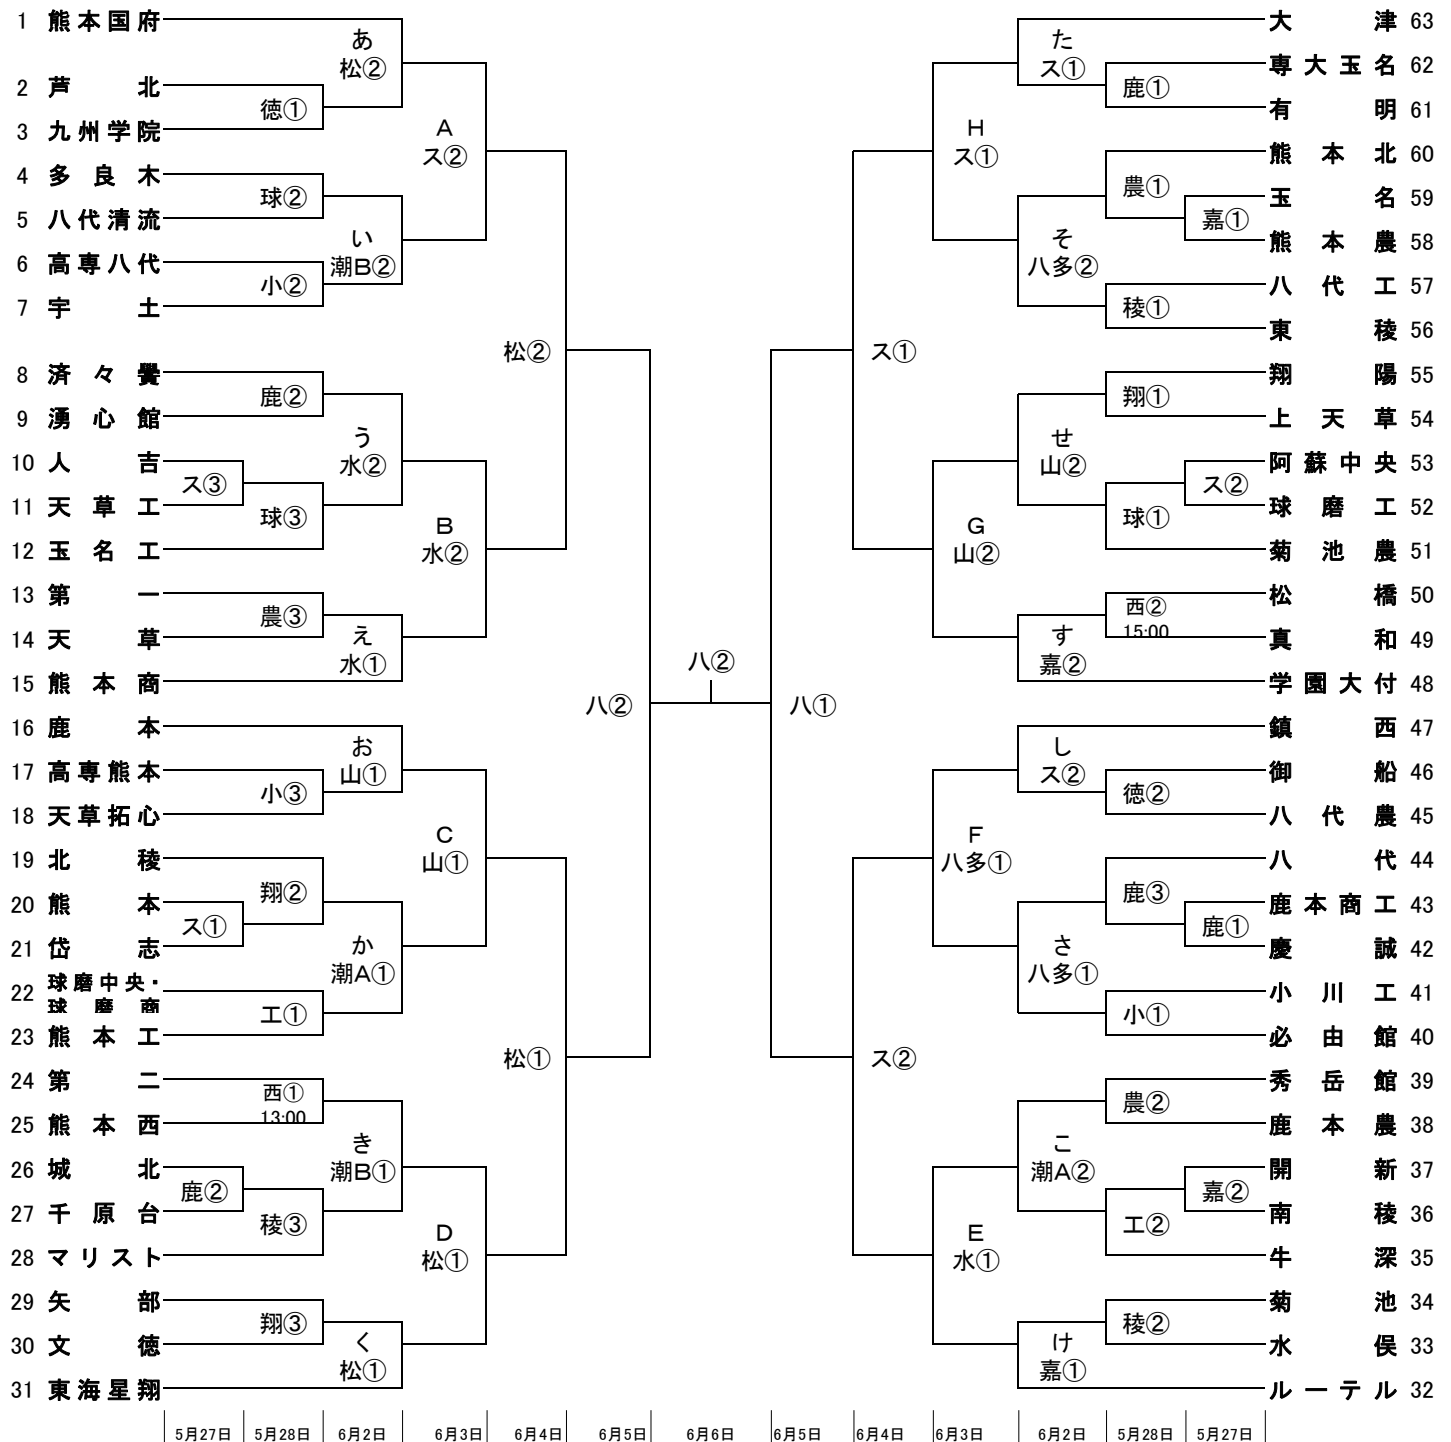 1 熊本国府
2 芦北
3 九州学院
4 多良木
5 八代清流
6 高専八代
7 宇土
8 済々黌
9 湧心館
10 人吉
11 天草工
12 玉名工
13 第一
14 天草
15 熊本商
16 鹿本
17 高専熊本
18 天草拓心
19 北稜
20 熊本
21 岱志
22 球磨中央・
球磨商
23 熊本工
24 第二
25 熊本西
26 城北
27 千原台
28 マリスト
29 矢部
30 文徳
31 東海星翔
ス③
ス①
鹿②
徳①
球②
小②
鹿②
球③
農③
小③
翔②
工①
西①
13:00
稜③
翔③
あ
松②
い
潮B②
う
水②
え
水①
お
山①
か
潮A①
き
潮B①
く
松①
A
ス②
B
水②
C
山①
D
松①
松②
松①
八②
八②
八①
ス①
ス②
H
ス①
G
山②
F
八多①
E
水①
た
ス①
そ
八多②
せ
山②
す
嘉②
し
ス②
さ
八多①
こ
潮A②
け
嘉①
鹿①
農①
稜①
翔①
球①
西②
15:00
徳②
鹿③
小①
農②
工②
稜②
嘉①
ス②
鹿①
嘉②
大津 63
専大玉名 62
有明 61
熊本北 60
玉名 59
熊本農 58
八代工 57
東稜 56
翔陽 55
上天草 54
阿蘇中央 53
球磨工 52
菊池農 51
松橋 50
真和 49
学園大付 48
鎮西 47
御船 46
八代農 45
八代 44
鹿本商工 43
慶誠 42
小川工 41
必由館 40
秀岳館 39
鹿本農 38
開新 37
南稜 36
牛深 35
菊池 34
水俣 33
ルーテル 32
5月27日 5月28日 6月2日 6月3日 6月4日 6月5日 6月6日 6月5日 6月4日 6月3日 6月2日 5月28日 5月27日